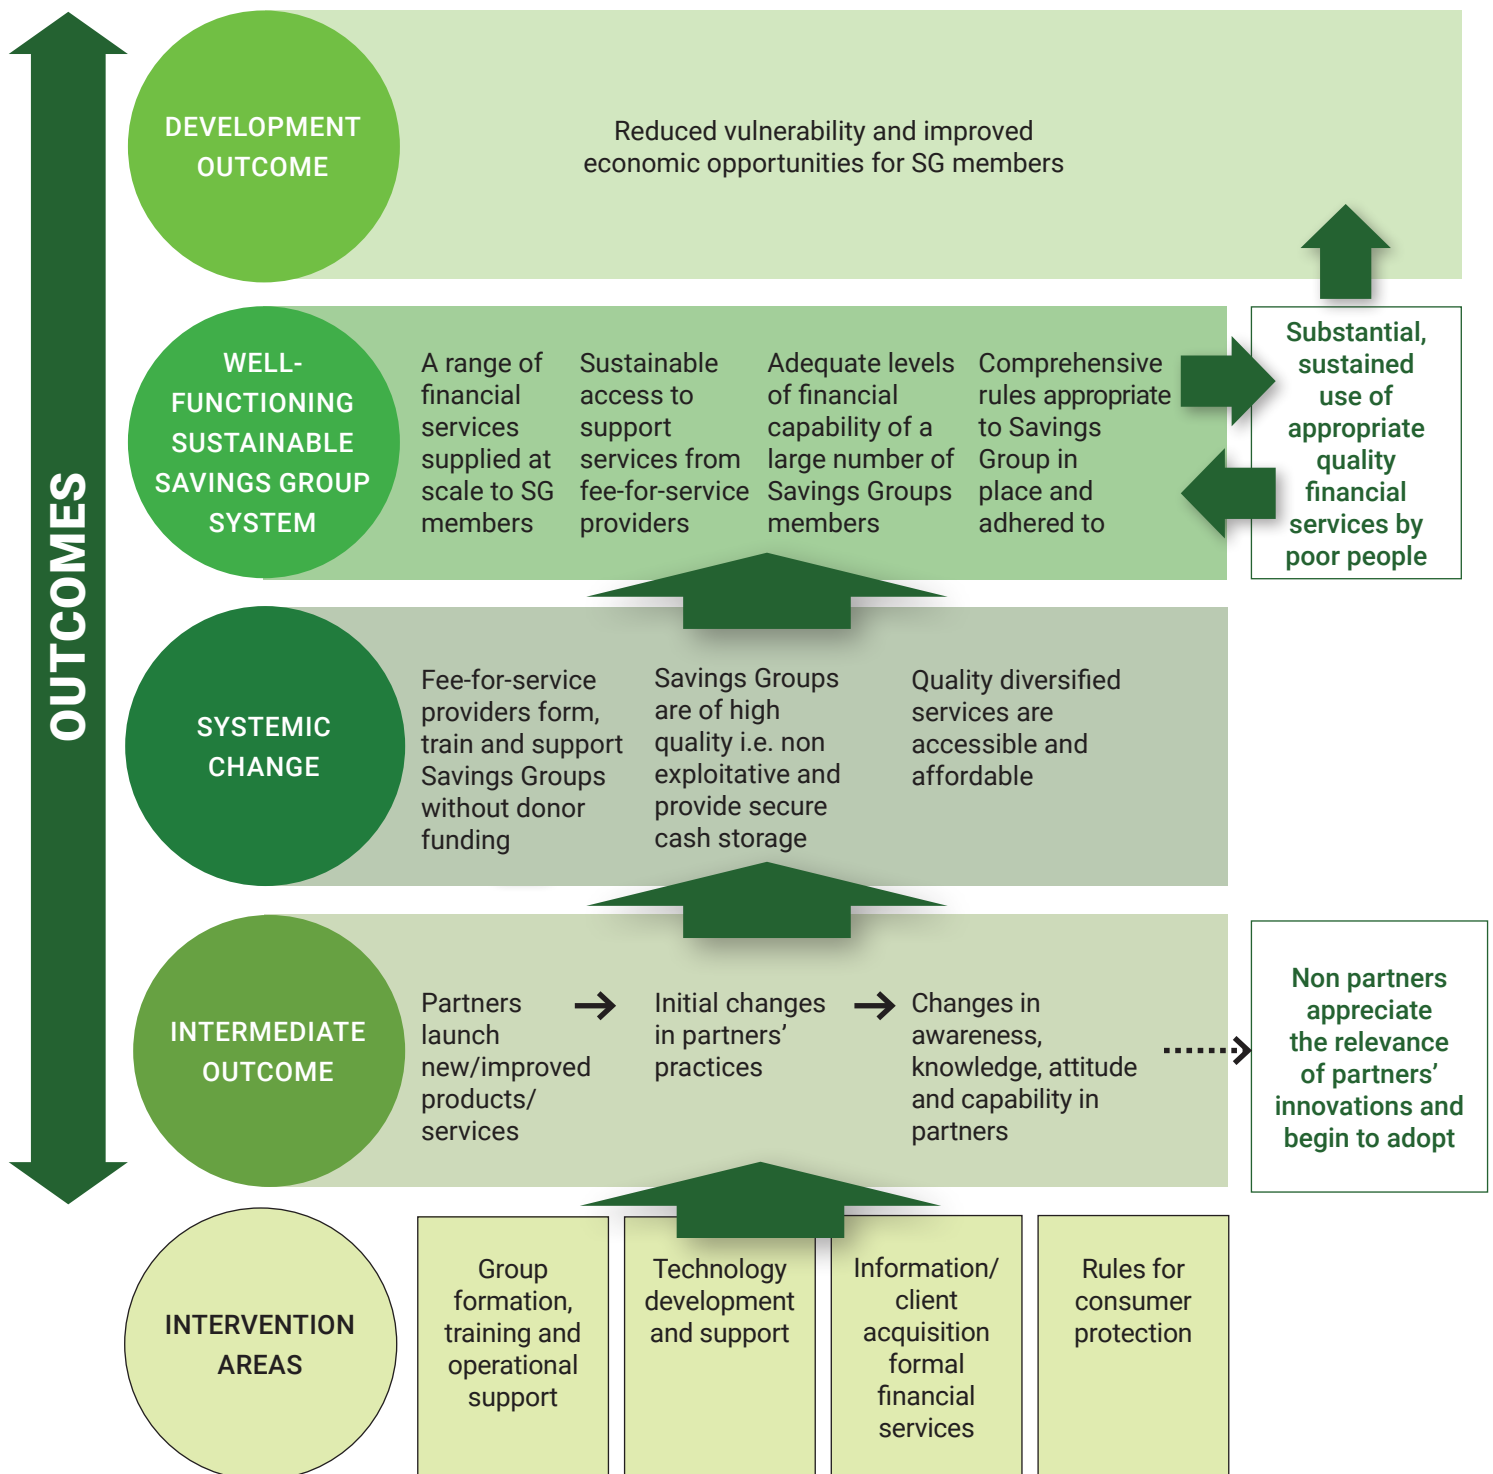 OUTCOMES
DEVELOPMENT
OUTCOME
Reduced vulnerability and improved
economic opportunities for SG members
WELL-
FUNCTIONING
SUSTAINABLE
SAVINGS GROUP
SYSTEM
A range of
financial
services
supplied at
scale to SG
members
Sustainable
access to
support
services from
fee-for-service
providers
Adequate levels
of financial
capability of a
large number of
Savings Groups
members
Comprehensive
rules appropriate
to Savings
Group in
place and
adhered to
Substantial,
sustained
use of
appropriate
quality
financial
services by
poor people
SYSTEMIC
CHANGE
Fee-for-service
providers form,
train and support
Savings Groups
without donor
funding
Savings Groups
are of high
quality i.e. non
exploitative and
provide secure
cash storage
Quality diversified
services are
accessible and
affordable
INTERMEDIATE
OUTCOME
Partners
launch
new/improved
products/
services
Initial changes
in partners’
practices
Changes in
awareness,
knowledge, attitude
and capability in
partners
Non partners
appreciate
the relevance
of partners’
innovations and
begin to adopt
INTERVENTION
AREAS
Group
formation,
training and
operational
support
Technology
development
and support
Information/
client
acquisition
formal
financial
services
Rules for
consumer
protection